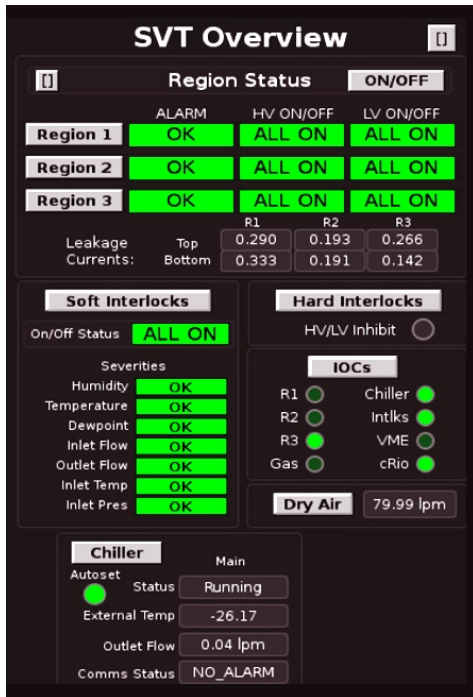 SVT Overview []
[] Region Status ON/OFF
ALARM HV ON/OFF LV ON/OFF
Region 1 OK ALL ON ALL ON
Region 2 OK ALL ON ALL ON
Region 3 OK ALL ON ALL ON
R1 R2 R3
Leakage Currents: Top 0.290 0.193 0.266
Bottom 0.333 0.191 0.142
Soft Interlocks
On/Off Status ALL ON
Severities
Humidity OK
Temperature OK
Dewpoint OK
Inlet Flow OK
Outlet Flow OK
Inlet Temp OK
Inlet Pres OK
Hard Interlocks
HV/LV Inhibit
IOCs
R1 Chiller
R2 Intlks
R3 VME
Gas cRio
Dry Air 79.99 lpm
Chiller
Main
Autoset
Status Running
External Temp -26.17
Outlet Flow 0.04 lpm
Comms Status NO_ALARM